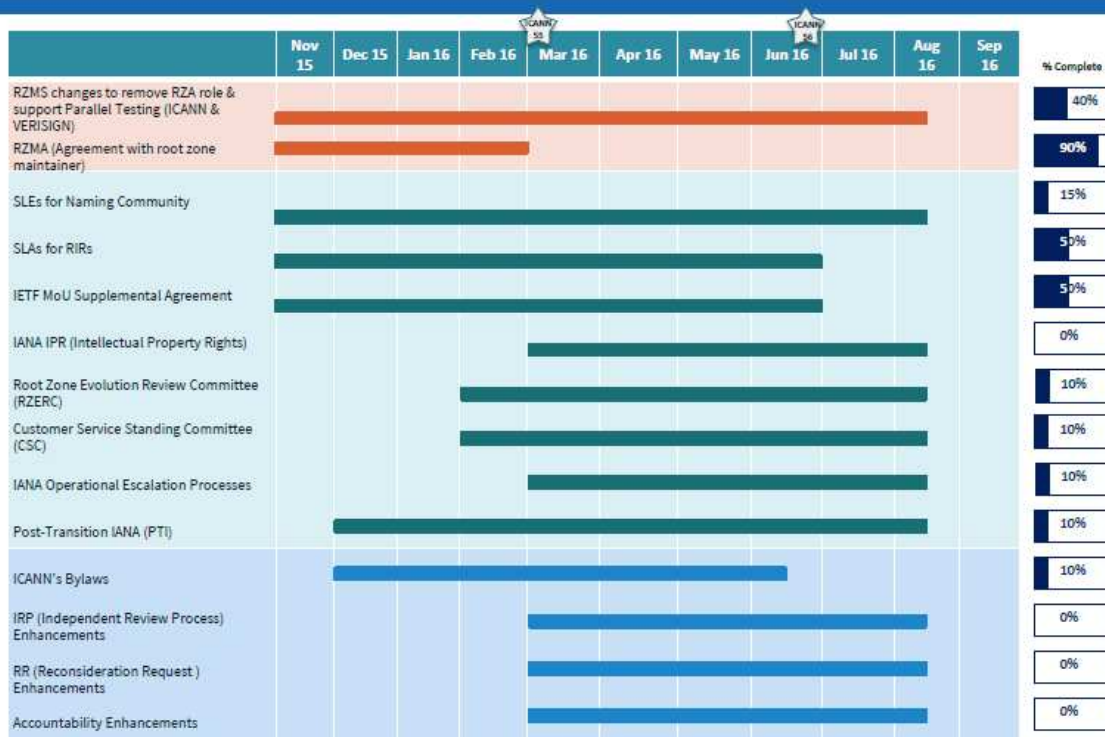 ICANN
55
ICANN
56
Nov
15
Dec 15
Jan 16
Feb 16
Mar 16
Apr 16
May 16
Jun 16
Jul 16
Aug
16
Sep
16
% Complete
RZMS changes to remove RZA role &
support Parallel Testing (ICANN &
VERISIGN)
40%
RZMA (Agreement with root zone
maintainer)
90%
SLEs for Naming Community
15%
SLAs for RIRs
50%
IETF MoU Supplemental Agreement
50%
IANA IPR (Intellectual Property Rights)
0%
Root Zone Evolution Review Committee
(RZERC)
10%
Customer Service Standing Committee
(CSC)
10%
IANA Operational Escalation Processes
10%
Post-Transition IANA (PTI)
10%
ICANN's Bylaws
10%
IRP (Independent Review Process)
Enhancements
0%
RR (Reconsideration Request )
Enhancements
0%
Accountability Enhancements
0%